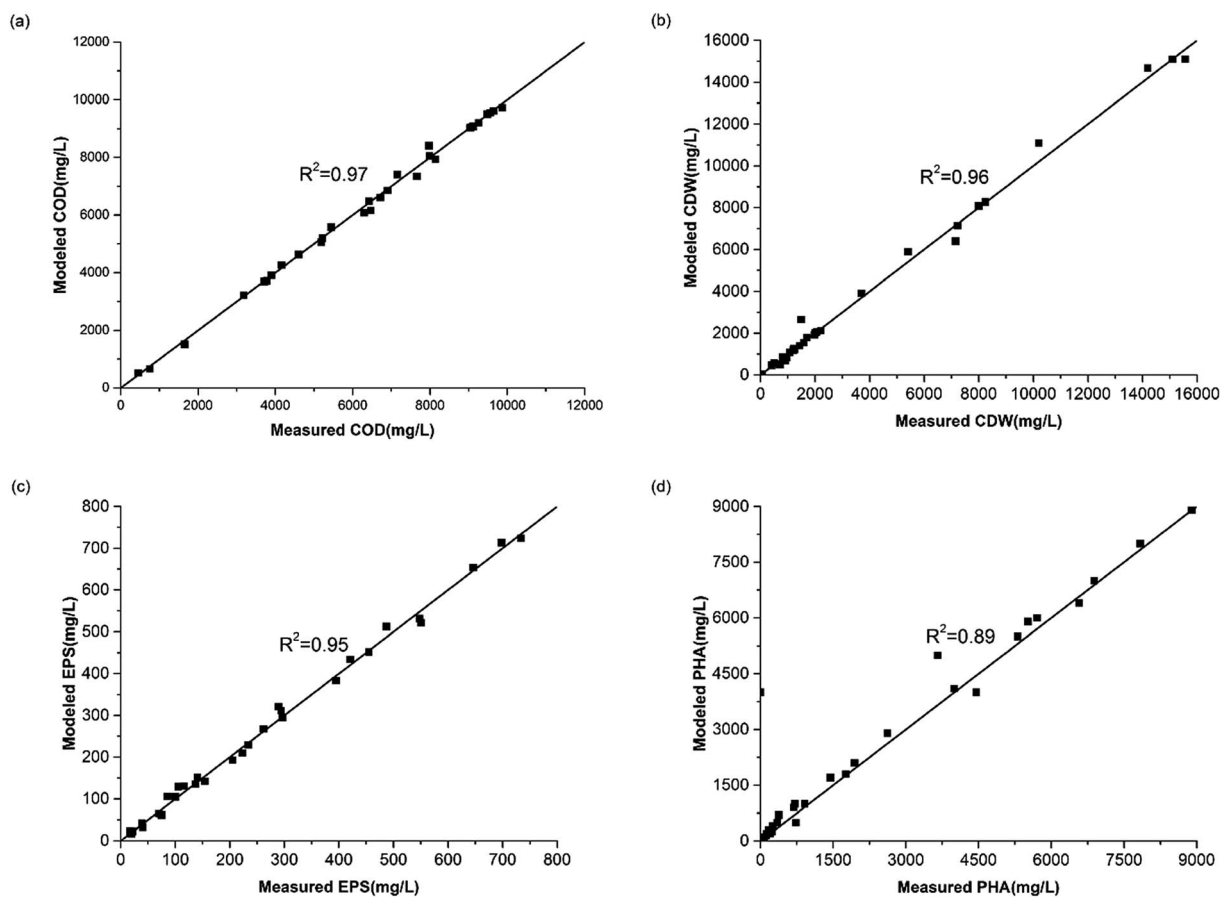 (a)
12000
10000
8000
6000
4000
2000
0
Modeled COD(mg/L)
R²=0.97
0 2000 4000 6000 8000 10000 12000
Measured COD(mg/L)
(b)
16000
14000
12000
10000
8000
6000
4000
2000
0
Modeled CDW(mg/L)
R²=0.96
0 2000 4000 6000 8000 10000 12000 14000 16000
Measured CDW(mg/L)
(c)
800
700
600
500
400
300
200
100
0
Modeled EPS(mg/L)
R²=0.95
0 100 200 300 400 500 600 700 800
Measured EPS(mg/L)
(d)
9000
7500
6000
4500
3000
1500
0
Modeled PHA(mg/L)
R²=0.89
0 1500 3000 4500 6000 7500 9000
Measured PHA(mg/L)